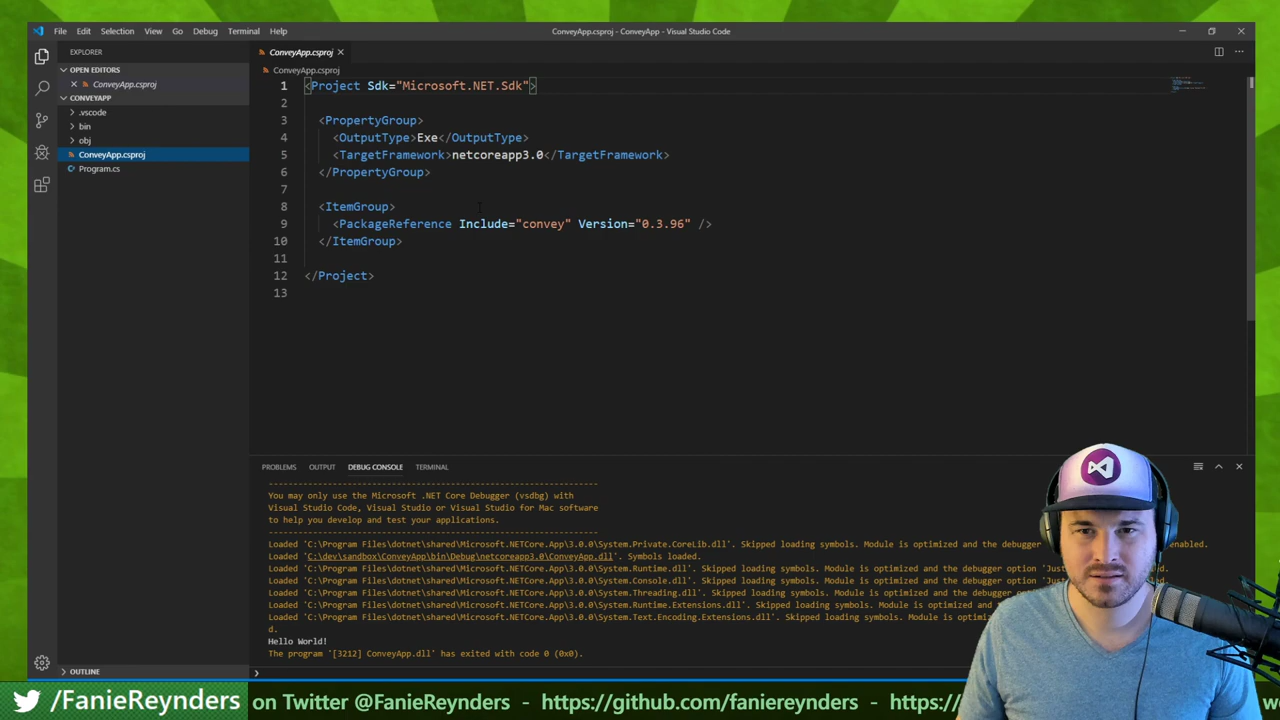 File Edit Selection View Go Debug Terminal Help
ConveyApp.csproj - ConveyApp - Visual Studio Code
EXPLORER
OPEN EDITORS
ConveyApp.csproj
CONVEYAPP
.vscode
bin
obj
ConveyApp.csproj
Program.cs
OUTLINE
ConveyApp.csproj
ConveyApp.csproj
1 <Project Sdk="Microsoft.NET.Sdk">
2
3 <PropertyGroup>
4 <OutputType>Exe</OutputType>
5 <TargetFramework>netcoreapp3.0</TargetFramework>
6 </PropertyGroup>
7
8 <ItemGroup>
9 <PackageReference Include="convey" Version="0.3.96" />
10 </ItemGroup>
11
12 </Project>
13
PROBLEMS OUTPUT DEBUG CONSOLE TERMINAL
------------------------------------------------------------
You may only use the Microsoft .NET Core Debugger (vsdbg) with
Visual Studio Code, Visual Studio or Visual Studio for Mac software
to help you develop and test your applications.
------------------------------------------------------------
Loaded 'C:\Program Files\dotnet\shared\Microsoft.NETCore.App\3.0.0\System.Private.CoreLib.dll'. Skipped loading symbols. Module is optimized and the debugger enabled.
Loaded 'C:\dev\sandbox\ConveyApp\bin\Debug\netcoreapp3.0\ConveyApp.dll'. Symbols loaded.
Loaded 'C:\Program Files\dotnet\shared\Microsoft.NETCore.App\3.0.0\System.Runtime.dll'. Skipped loading symbols. Module is optimized and the debugger option 'Just
Loaded 'C:\Program Files\dotnet\shared\Microsoft.NETCore.App\3.0.0\System.Console.dll'. Skipped loading symbols. Module is optimized and the debugger option 'Just
Loaded 'C:\Program Files\dotnet\shared\Microsoft.NETCore.App\3.0.0\System.Threading.dll'. Skipped loading symbols. Module is optimized and the debugger
Loaded 'C:\Program Files\dotnet\shared\Microsoft.NETCore.App\3.0.0\System.Runtime.Extensions.dll'. Skipped loading symbols. Module is optimized and
Loaded 'C:\Program Files\dotnet\shared\Microsoft.NETCore.App\3.0.0\System.Text.Encoding.Extensions.dll'. Skipped loading symbols. Module is optimized
d.
Hello World!
The program '[3212] ConveyApp.dll' has exited with code 0 (0x0).
/FanieReynders on Twitter @FanieReynders - https://github.com/faniereynders - https://